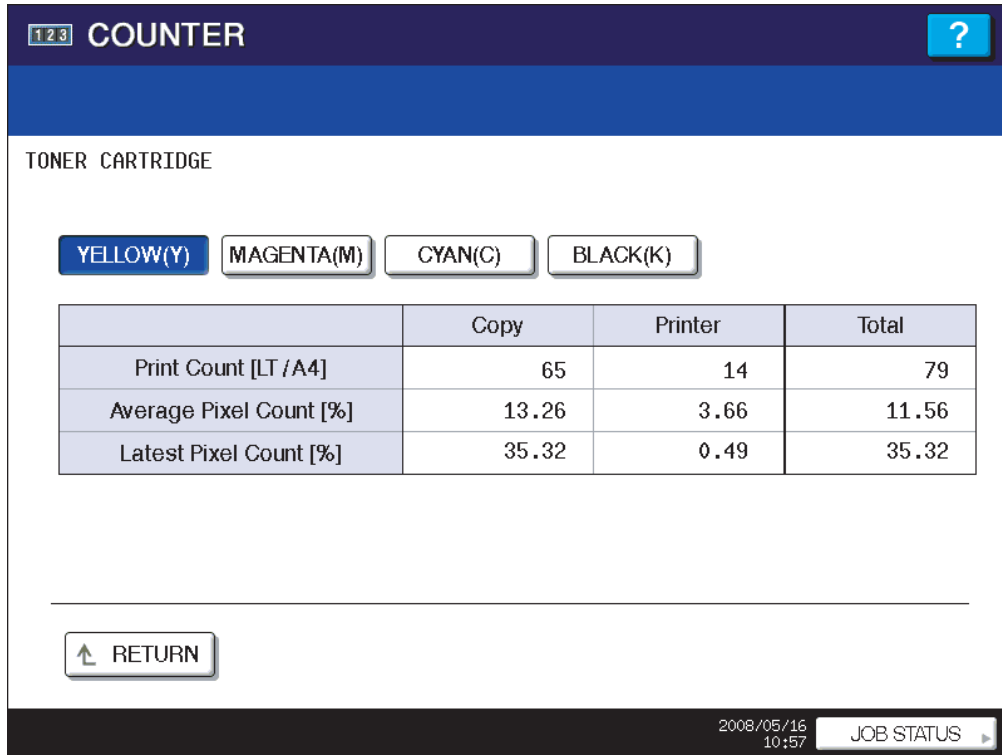 123 COUNTER ?
TONER CARTRIDGE
YELLOW(Y) MAGENTA(M) CYAN(C) BLACK(K)
Copy Printer Total
Print Count [LT/A4] 65 14 79
Average Pixel Count [%] 13.26 3.66 11.56
Latest Pixel Count [%] 35.32 0.49 35.32
RETURN
2008/05/16
10:57 JOB STATUS